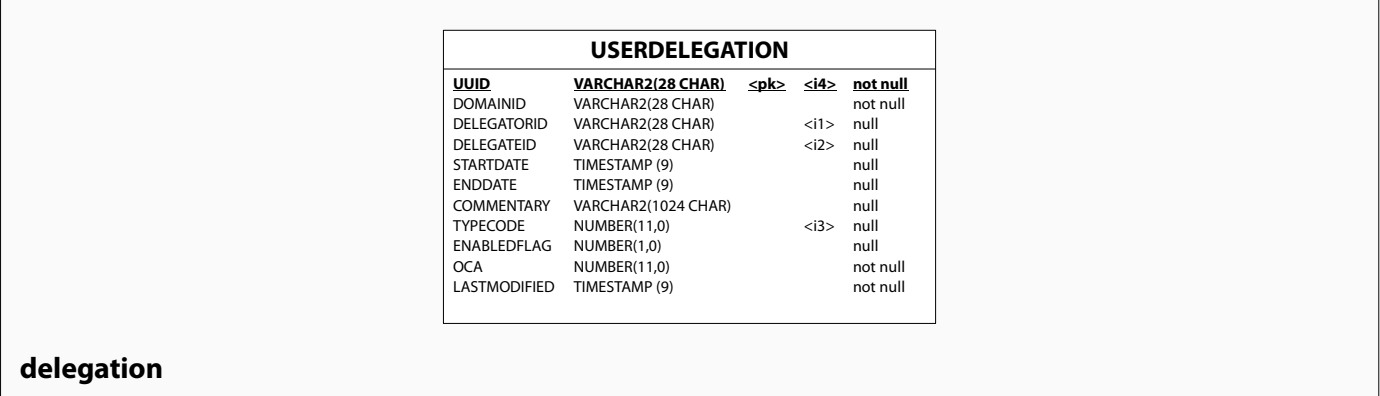 USERDELEGATION
UUID VARCHAR2(28 CHAR) <pk> <i4> not null
DOMAINID VARCHAR2(28 CHAR) not null
DELEGATORID VARCHAR2(28 CHAR) <i1> null
DELEGATEID VARCHAR2(28 CHAR) <i2> null
STARTDATE TIMESTAMP (9) null
ENDDATE TIMESTAMP (9) null
COMMENTARY VARCHAR2(1024 CHAR) null
TYPECODE NUMBER(11,0) <i3> null
ENABLEDFLAG NUMBER(1,0) null
OCA NUMBER(11,0) not null
LASTMODIFIED TIMESTAMP (9) not null
delegation